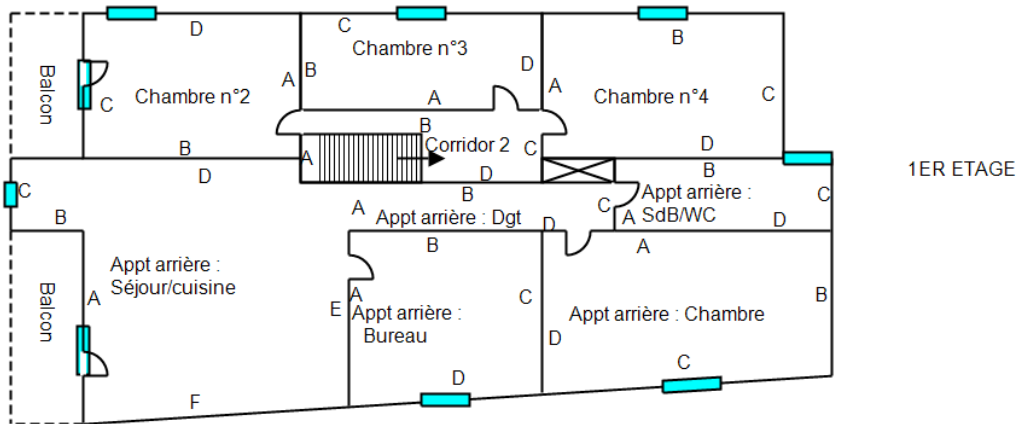 D
C
Chambre n°3
B
Balcon
C
Chambre n°2
A
B
D
A
A
Chambre n°4
C
B
B
Corridor 2
A
C
D
B
D
D
B
1ER ETAGE
C
B
A
B
Appt arrière : Dgt
C
D
A
Appt arrière :
SdB/WC
C
D
Balcon
A
Appt arrière :
Séjour/cuisine
E
F
B
A
Appt arrière :
Bureau
C
D
A
Appt arrière : Chambre
B
D
C